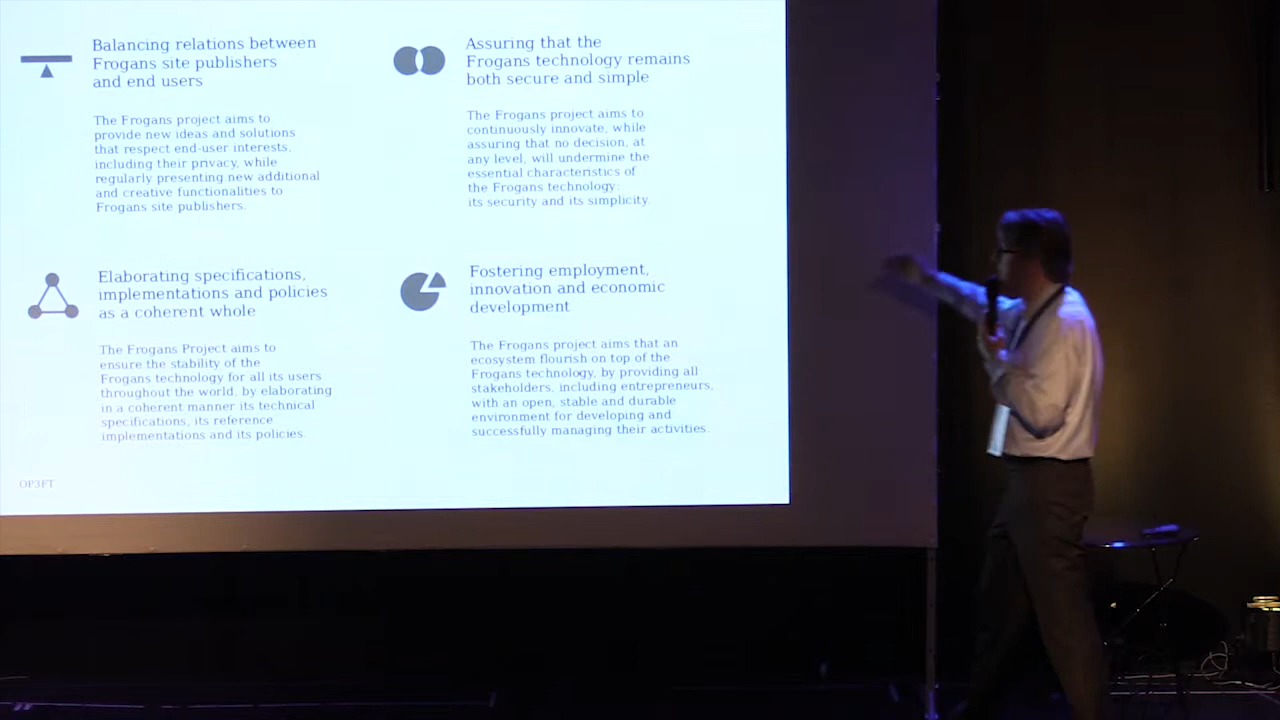 Balancing relations between
Frogans site publishers
and end users
The Frogans project aims to
provide new ideas and solutions
that respect end-user interests,
including their privacy, while
regularly presenting new additional
and creative functionalities to
Frogans site publishers.
Assuring that the
Frogans technology remains
both secure and simple
The Frogans project aims to
continuously innovate, while
assuring that no decision, at
any level, will undermine the
essential characteristics of
the Frogans technology:
its security and its simplicity.
Elaborating specifications,
implementations and policies
as a coherent whole
The Frogans Project aims to
ensure the stability of the
Frogans technology for all its users
throughout the world, by elaborating
in a coherent manner its technical
specifications, its reference
implementations and its policies.
Fostering employment,
innovation and economic
development
The Frogans project aims that an
ecosystem flourish on top of the
Frogans technology, by providing all
stakeholders, including entrepreneurs,
with an open, stable and durable
environment for developing and
successfully managing their activities.
OP3FT